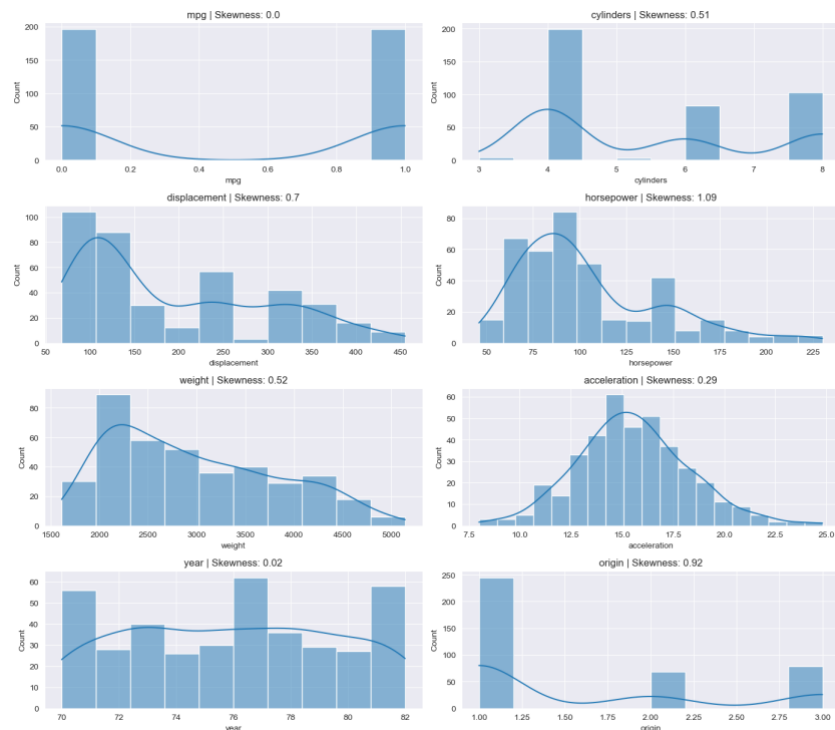 mpg | Skewness: 0.0
200
150
100
50
0
Count
0.0 0.2 0.4 0.6 0.8 1.0
mpg
cylinders | Skewness: 0.51
200
150
100
50
0
Count
3 4 5 6 7 8
cylinders
displacement | Skewness: 0.7
100
80
60
40
20
0
Count
50 100 150 200 250 300 350 400 450
displacement
horsepower | Skewness: 1.09
80
60
40
20
0
Count
50 75 100 125 150 175 200 225
horsepower
weight | Skewness: 0.52
80
60
40
20
0
Count
1500 2000 2500 3000 3500 4000 4500 5000
weight
acceleration | Skewness: 0.29
60
50
40
30
20
10
0
Count
7.5 10.0 12.5 15.0 17.5 20.0 22.5 25.0
acceleration
year | Skewness: 0.02
60
50
40
30
20
10
0
Count
70 72 74 76 78 80 82
year
origin | Skewness: 0.92
250
200
150
100
50
0
Count
1.00 1.25 1.50 1.75 2.00 2.25 2.50 2.75 3.00
origin